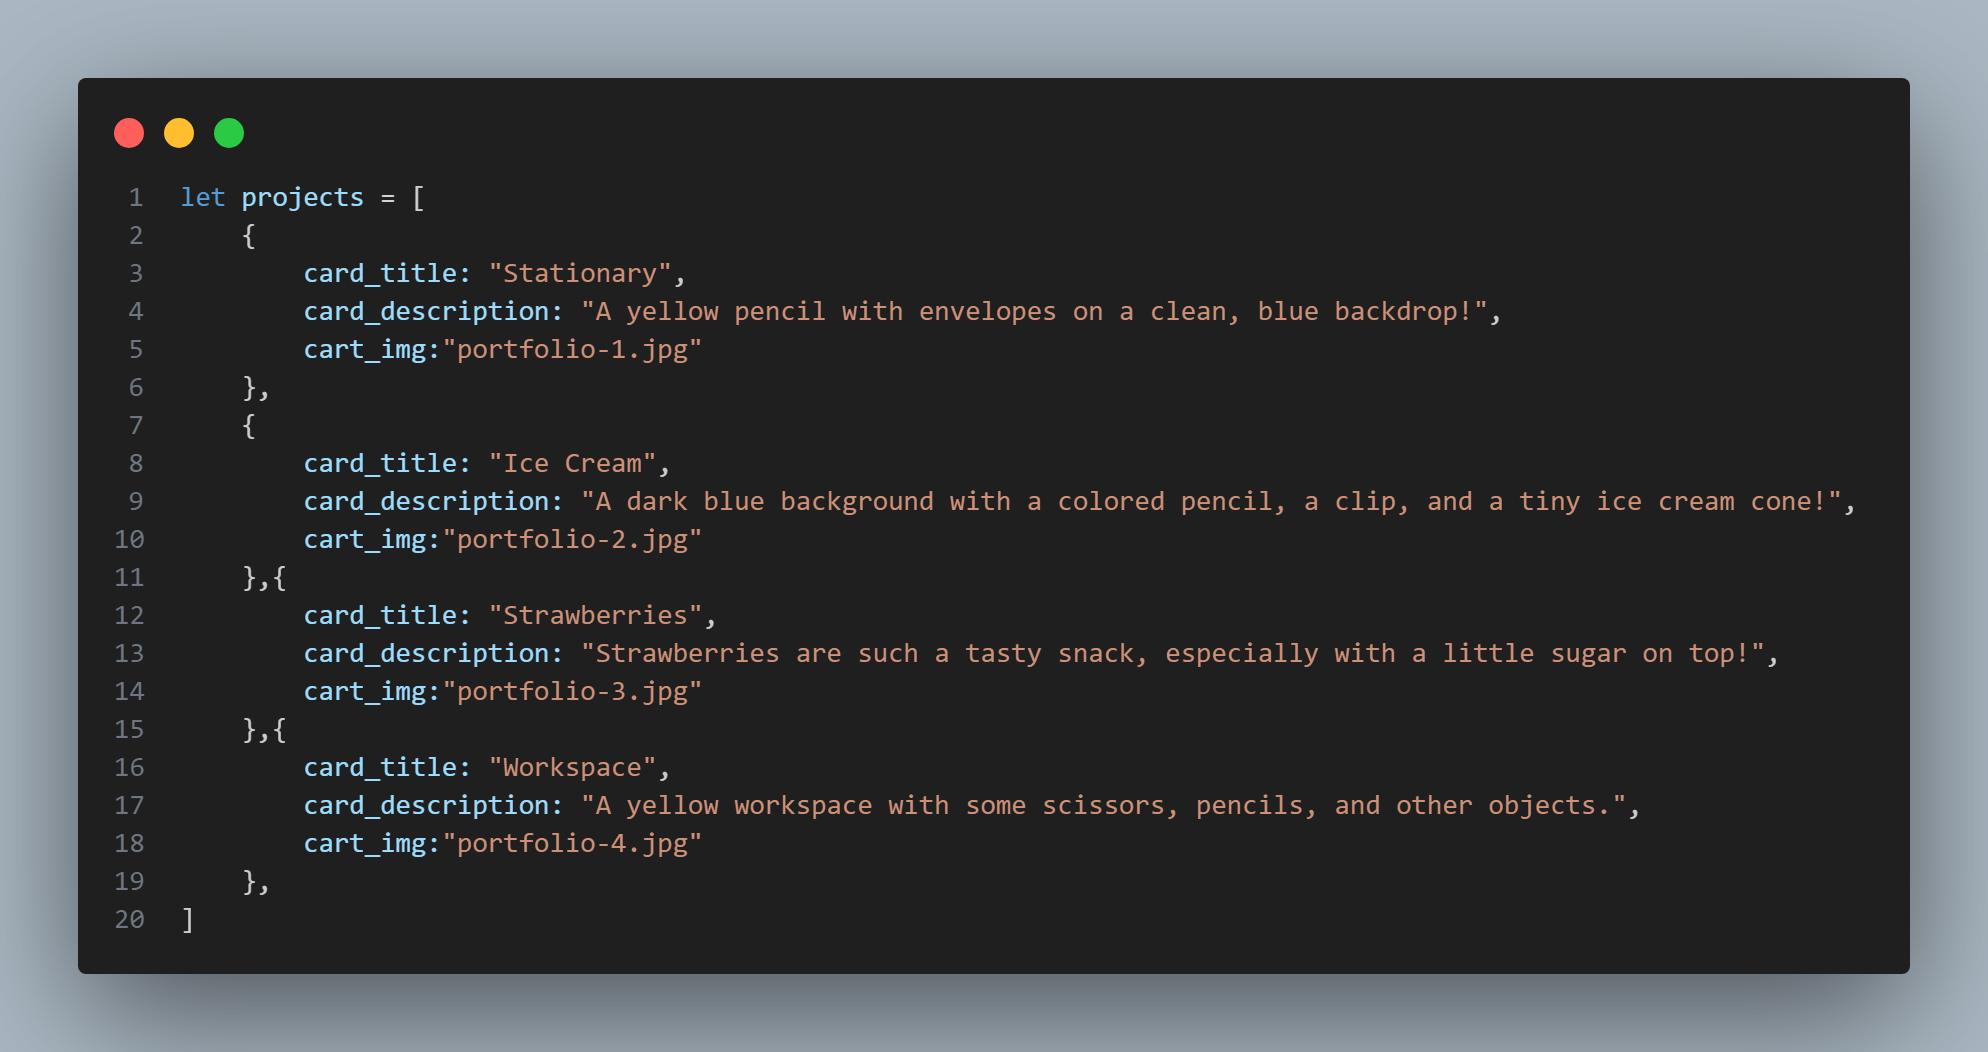 1 let projects = [
2     {
3         card_title: "Stationary",
4         card_description: "A yellow pencil with envelopes on a clean, blue backdrop!",
5         cart_img:"portfolio-1.jpg"
6     },
7     {
8         card_title: "Ice Cream",
9         card_description: "A dark blue background with a colored pencil, a clip, and a tiny ice cream cone!",
10         cart_img:"portfolio-2.jpg"
11     },{
12         card_title: "Strawberries",
13         card_description: "Strawberries are such a tasty snack, especially with a little sugar on top!",
14         cart_img:"portfolio-3.jpg"
15     },{
16         card_title: "Workspace",
17         card_description: "A yellow workspace with some scissors, pencils, and other objects.",
18         cart_img:"portfolio-4.jpg"
19     },
20 ]